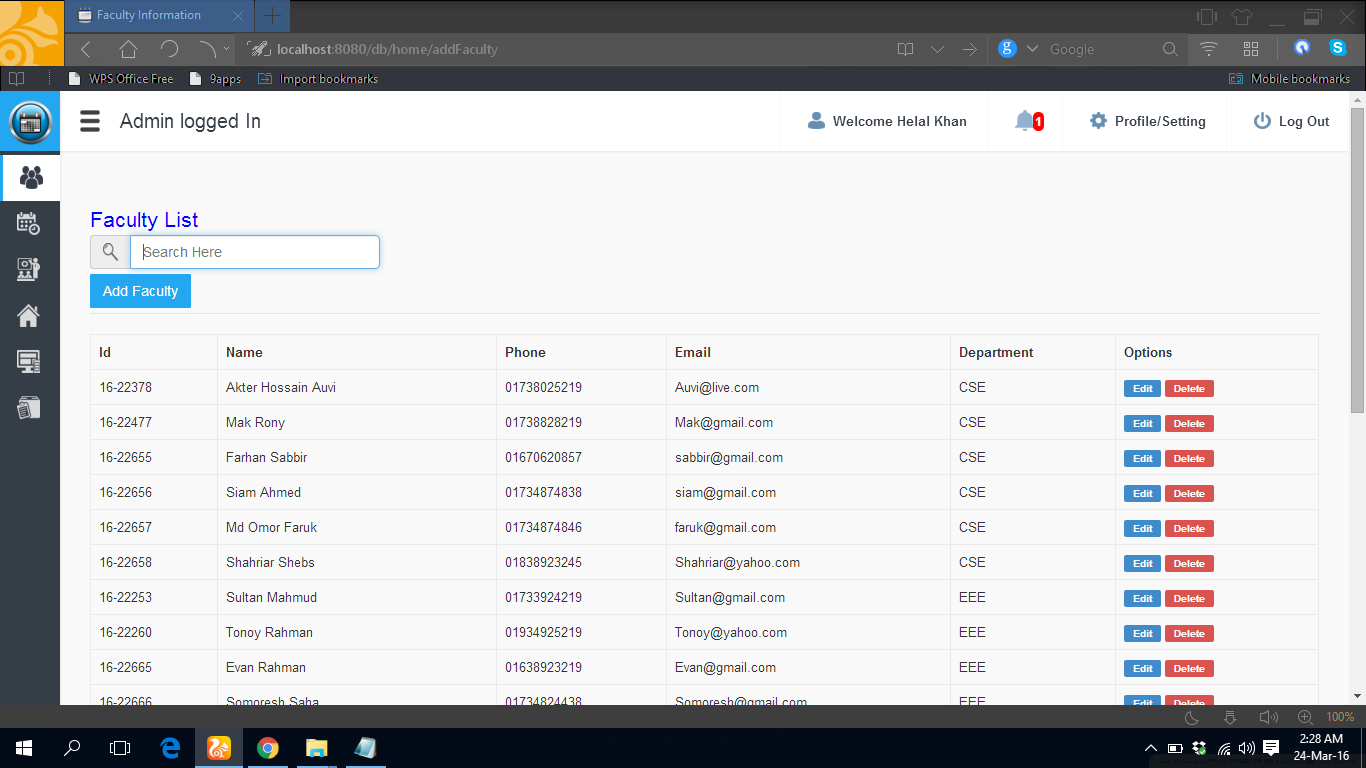 Faculty Information
localhost:8080/db/home/addFaculty
g Google
WPS Office Free 9apps Import bookmarks Mobile bookmarks
Admin logged In Welcome Helal Khan 1 Profile/Setting Log Out
Faculty List
Search Here
Add Faculty
Id Name Phone Email Department Options
16-22378 Akter Hossain Auvi 01738025219 Auvi@live.com CSE Edit Delete
16-22477 Mak Rony 01738828219 Mak@gmail.com CSE Edit Delete
16-22655 Farhan Sabbir 01670620857 sabbir@gmail.com CSE Edit Delete
16-22656 Siam Ahmed 01734874838 siam@gmail.com CSE Edit Delete
16-22657 Md Omor Faruk 01734874846 faruk@gmail.com CSE Edit Delete
16-22658 Shahriar Shebs 01838923245 Shahriar@yahoo.com CSE Edit Delete
16-22253 Sultan Mahmud 01733924219 Sultan@gmail.com EEE Edit Delete
16-22260 Tonoy Rahman 01934925219 Tonoy@yahoo.com EEE Edit Delete
16-22665 Evan Rahman 01638923219 Evan@gmail.com EEE Edit Delete
16-22666 Somoresh Saha 01734824438 Somoresh@gmail.com EEE Edit Delete
100%
2:28 AM
24-Mar-16